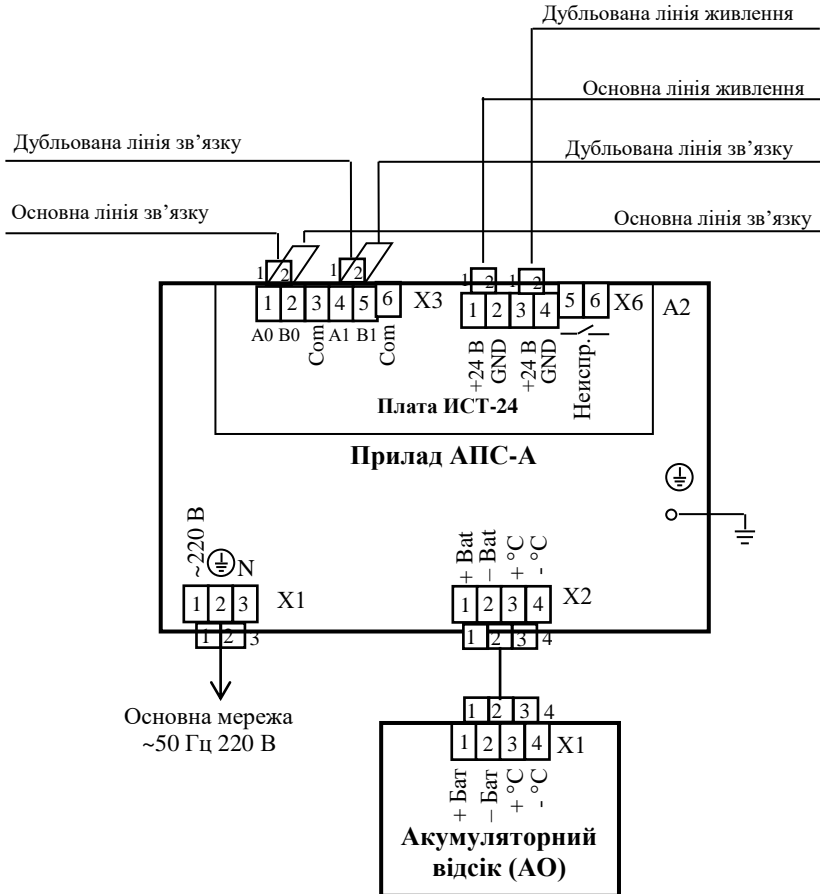 Дубльована лінія живлення
Основна лінія живлення
Дубльована лінія зв’язку
Дубльована лінія зв’язку
Основна лінія зв’язку
Основна лінія зв’язку
1 2 1 2 1 2 1 2
1 2 3 4 5 6 X3 1 2 3 4 5 6 X6 A2
A0 B0 Com A1 B1 Com +24 В GND +24 В GND Неиспр.
Плата ИСТ-24
Прилад АПС-А
~220 В N + Bat – Bat + °C - °C
1 2 3 X1 1 2 3 4 X2
1 2 3 1 2 3 4
Основна мережа
~50 Гц 220 В
1 2 3 4
1 2 3 4 X1
+ Бат – Бат + °C - °C
Акумуляторний
відсік (АО)